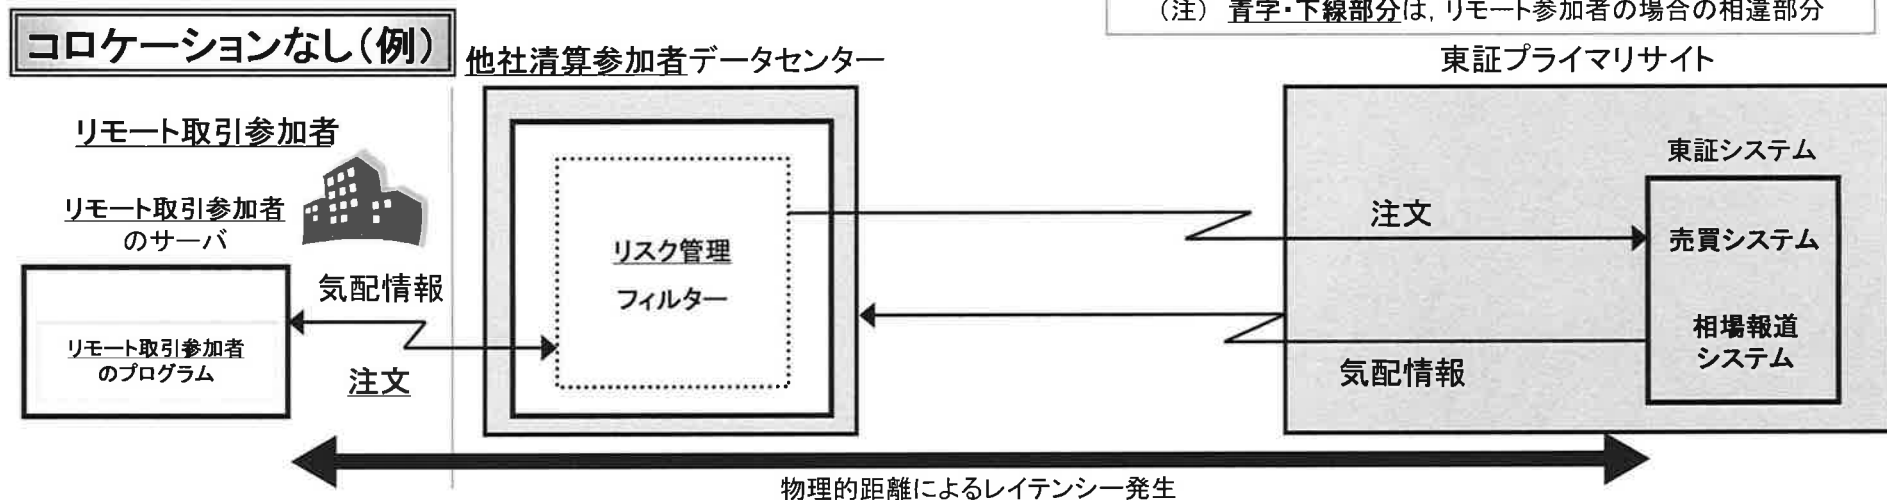 (注) 青字・下線部分は, リモート参加者の場合の相違部分
コロケーションなし(例)
他社清算参加者データセンター
東証プライマリサイト
リモート取引参加者
リモート取引参加者
のサーバ
気配情報
リモート取引参加者
のプログラム
注文
リスク管理
フィルター
注文
気配情報
東証システム
売買システム
相場報道
システム
物理的距離によるレイテンシー発生